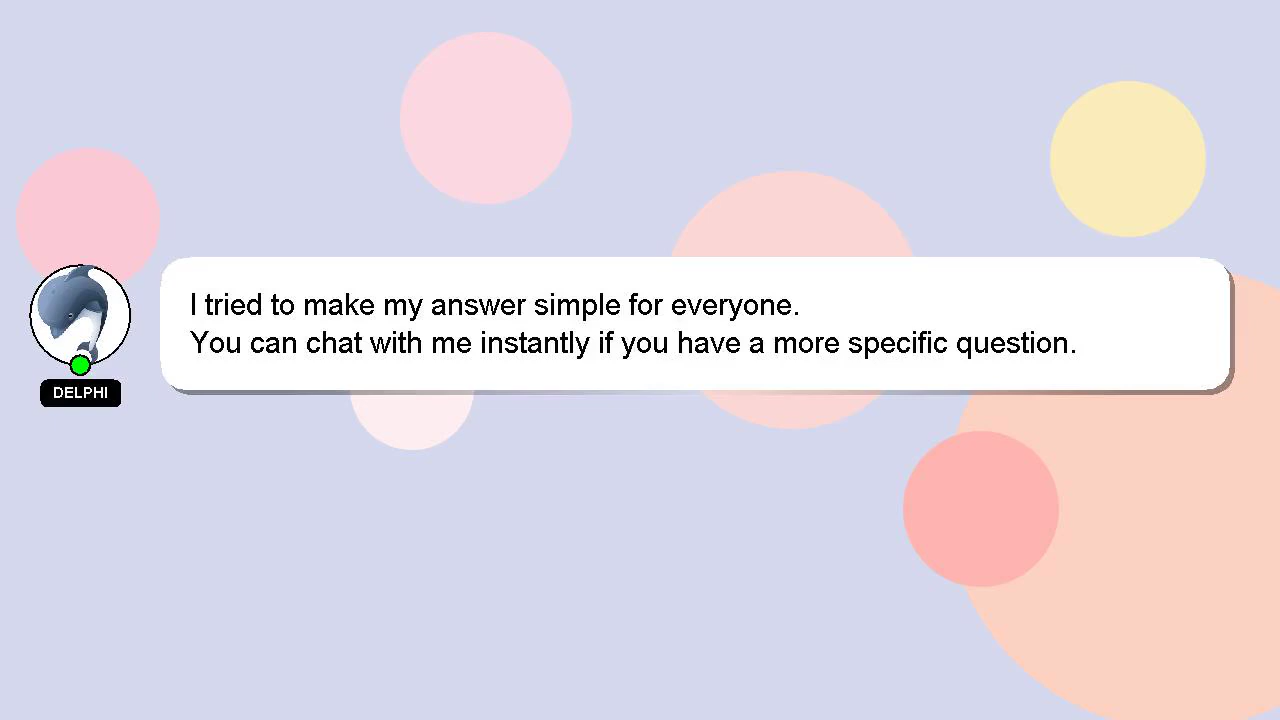 I tried to make my answer simple for everyone.
You can chat with me instantly if you have a more specific question.
DELPHI